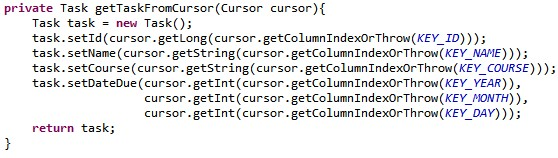 private Task getTaskFromCursor(Cursor cursor){
    Task task = new Task();
    task.setId(cursor.getLong(cursor.getColumnIndexOrThrow(KEY_ID)));
    task.setName(cursor.getString(cursor.getColumnIndexOrThrow(KEY_NAME)));
    task.setCourse(cursor.getString(cursor.getColumnIndexOrThrow(KEY_COURSE)));
    task.setDateDue(cursor.getInt(cursor.getColumnIndexOrThrow(KEY_YEAR)),
                    cursor.getInt(cursor.getColumnIndexOrThrow(KEY_MONTH)),
                    cursor.getInt(cursor.getColumnIndexOrThrow(KEY_DAY)));
    return task;
}